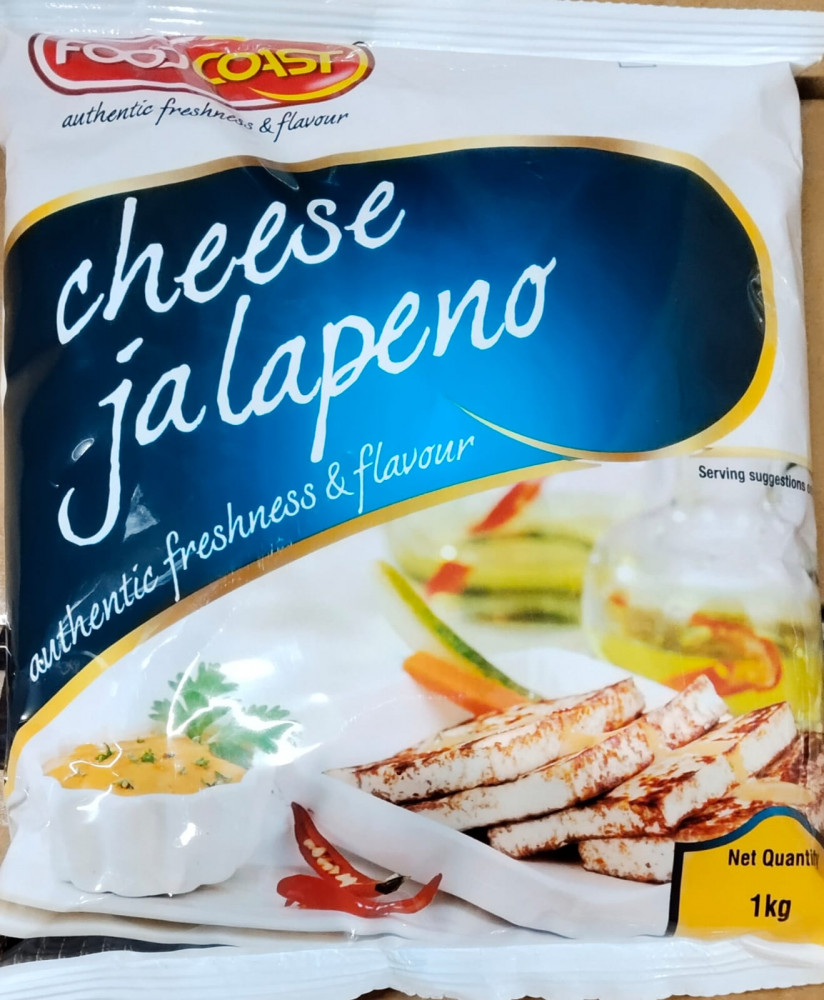 FOOD COAST
authentic freshness & flavour
cheese
jalapeno
authentic freshness & flavour
Serving suggestions
Net Quantity
1kg